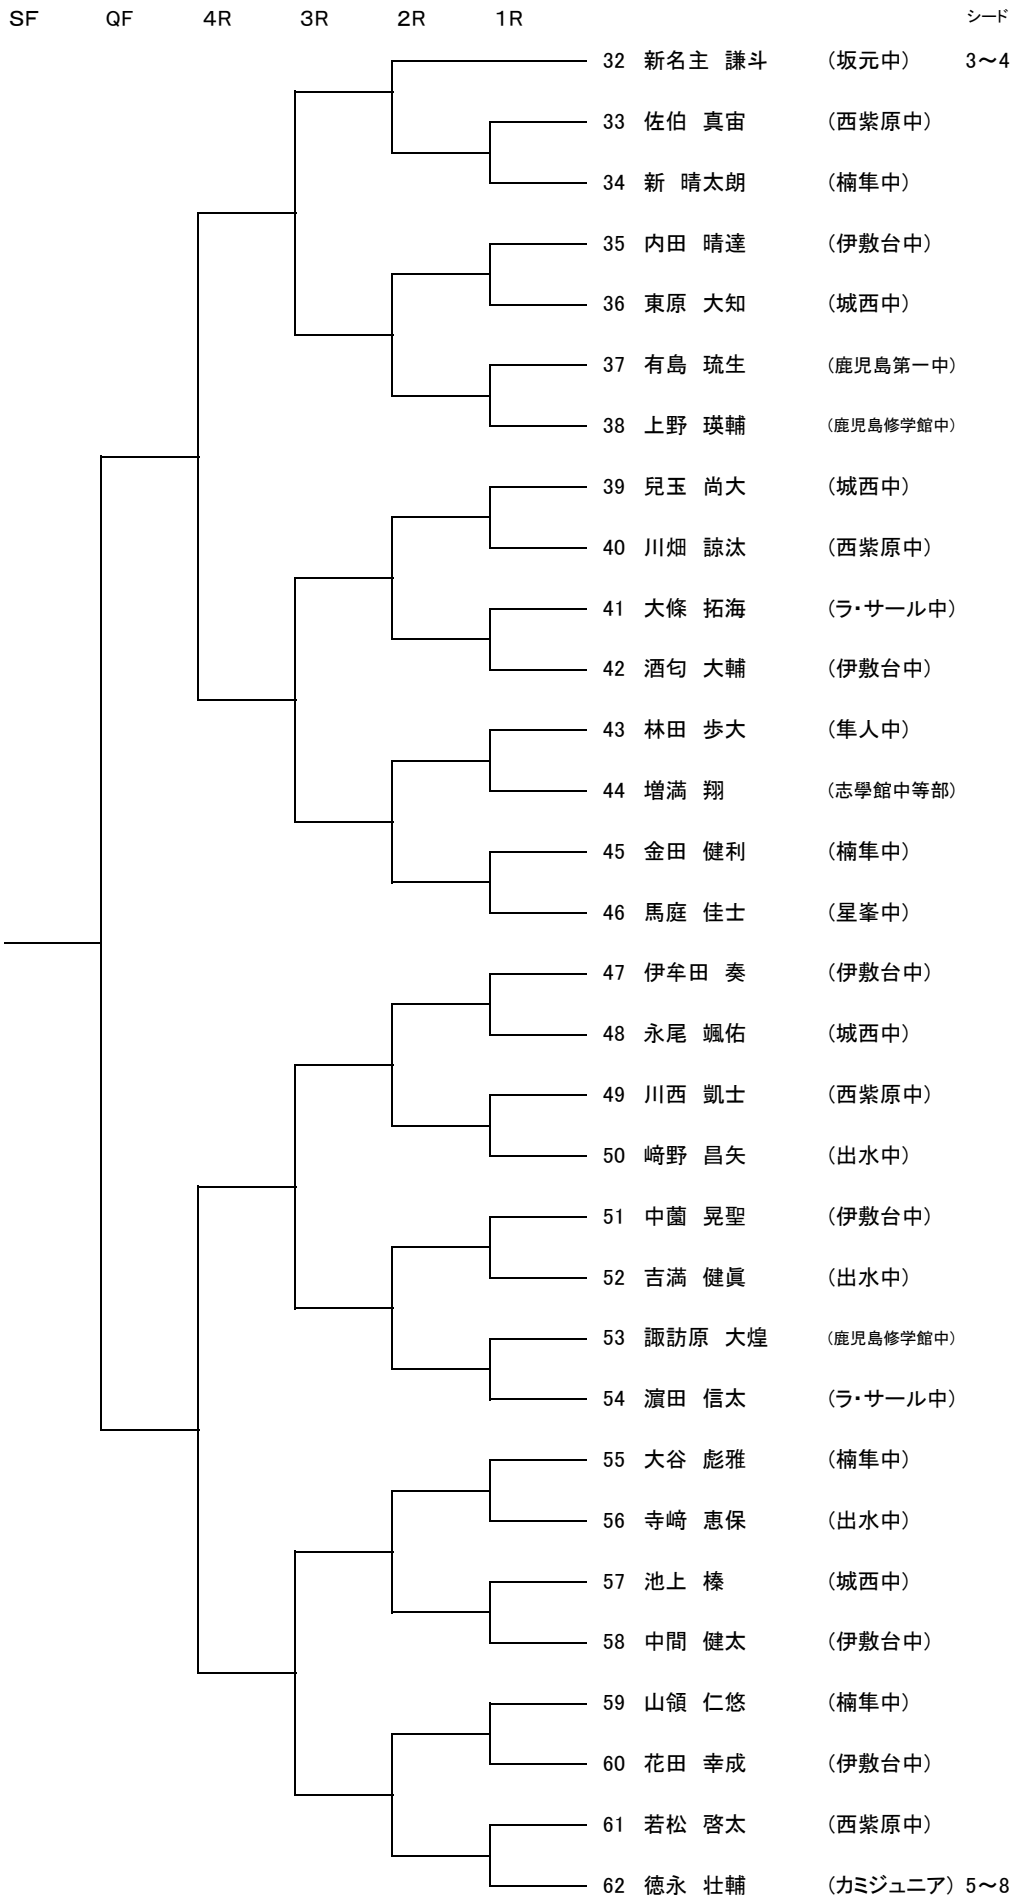 SF QF 4R 3R 2R 1R シード
32 新名主 謙斗 (坂元中) 3～4
33 佐伯 真宙 (西紫原中)
34 新 晴太朗 (楠隼中)
35 内田 晴達 (伊敷台中)
36 東原 大知 (城西中)
37 有島 琉生 (鹿児島第一中)
38 上野 瑛輔 (鹿児島修学館中)
39 兒玉 尚大 (城西中)
40 川畑 諒汰 (西紫原中)
41 大條 拓海 (ラ・サール中)
42 酒匂 大輔 (伊敷台中)
43 林田 歩大 (隼人中)
44 増満 翔 (志學館中等部)
45 金田 健利 (楠隼中)
46 馬庭 佳士 (星峯中)
47 伊牟田 奏 (伊敷台中)
48 永尾 颯佑 (城西中)
49 川西 凱士 (西紫原中)
50 﨑野 昌矢 (出水中)
51 中薗 晃聖 (伊敷台中)
52 吉満 健眞 (出水中)
53 諏訪原 大煌 (鹿児島修学館中)
54 濵田 信太 (ラ・サール中)
55 大谷 彪雅 (楠隼中)
56 寺﨑 恵保 (出水中)
57 池上 榛 (城西中)
58 中間 健太 (伊敷台中)
59 山領 仁悠 (楠隼中)
60 花田 幸成 (伊敷台中)
61 若松 啓太 (西紫原中)
62 徳永 壮輔 (カミジュニア) 5～8